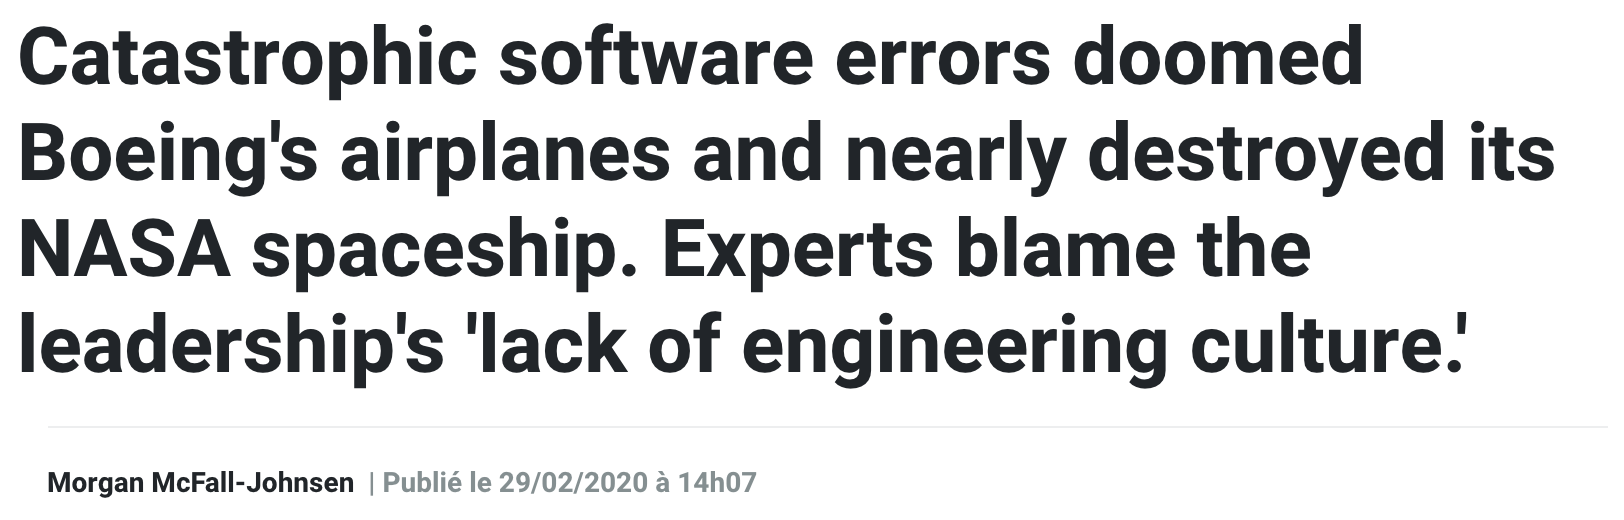 Catastrophic software errors doomed
Boeing's airplanes and nearly destroyed its
NASA spaceship. Experts blame the
leadership's 'lack of engineering culture.'
Morgan McFall-Johnsen | Publié le 29/02/2020 à 14h07